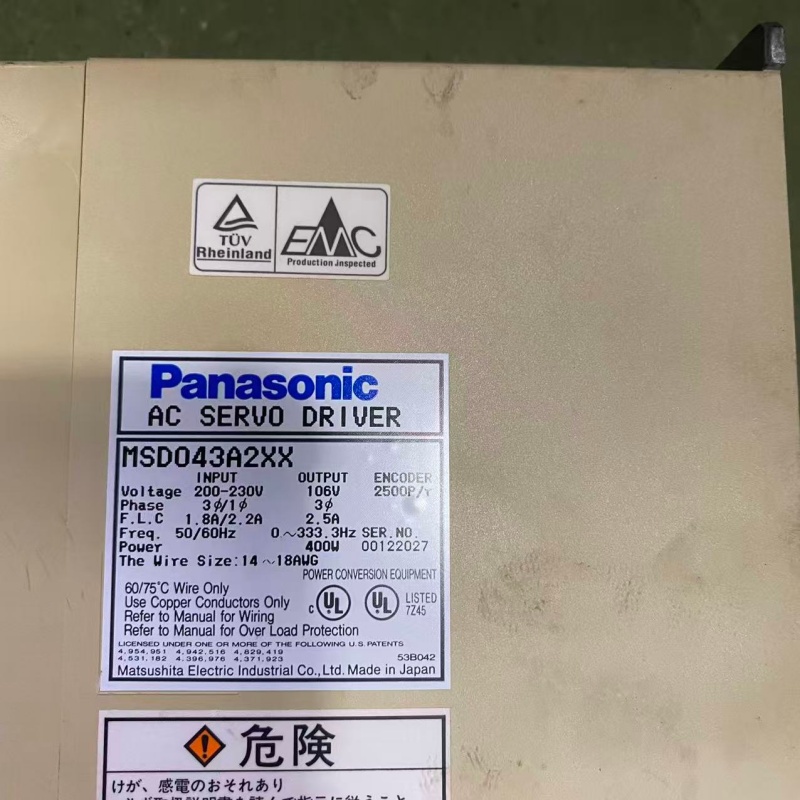 TÜV
Rheinland
EMC
Production Inspected
Panasonic
AC SERVO DRIVER
MSD043A2XX
INPUT OUTPUT ENCODER
Voltage 200-230V 106V 2500P/r
Phase 3ϕ/1ϕ 3ϕ
F.L.C 1.8A/2.2A 2.5A
Freq. 50/60Hz 0~333.3Hz SER.NO.
Power 400W 00122027
The Wire Size:14~18AWG
POWER CONVERSION EQUIPMENT
60/75°C Wire Only
Use Copper Conductors Only
Refer to Manual for Wiring
Refer to Manual for Over Load Protection
c UL UL LISTED
7Z45
LICENSED UNDER ONE OR MORE OF THE FOLLOWING U.S. PATENTS
4,954,951 4,942,516 4,829,419
4,531,182 4,396,976 4,371,923 53B042
Matsushita Electric Industrial Co.,Ltd. Made in Japan
危険
けが、感電のおそれあり